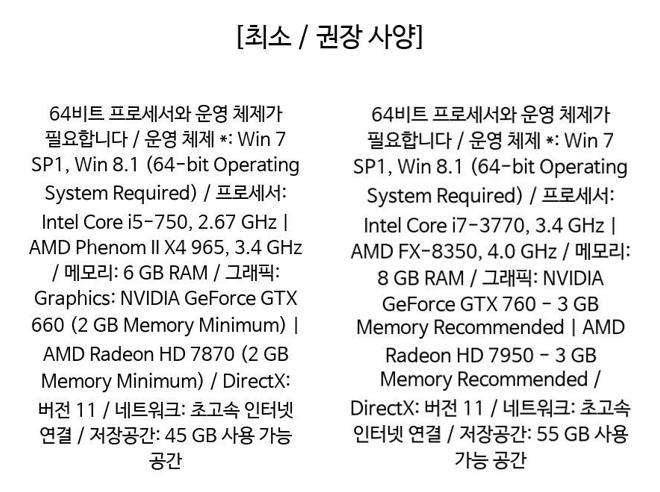 [최소 / 권장 사양]
64비트 프로세서와 운영 체제가
필요합니다 / 운영 체제 *: Win 7
SP1, Win 8.1 (64-bit Operating
System Required) / 프로세서:
Intel Core i5-750, 2.67 GHz |
AMD Phenom II X4 965, 3.4 GHz
/ 메모리: 6 GB RAM / 그래픽:
Graphics: NVIDIA GeForce GTX
660 (2 GB Memory Minimum) |
AMD Radeon HD 7870 (2 GB
Memory Minimum) / DirectX:
버전 11 / 네트워크: 초고속 인터넷
연결 / 저장공간: 45 GB 사용 가능
공간
64비트 프로세서와 운영 체제가
필요합니다 / 운영 체제 *: Win 7
SP1, Win 8.1 (64-bit Operating
System Required) / 프로세서:
Intel Core i7-3770, 3.4 GHz |
AMD FX-8350, 4.0 GHz / 메모리:
8 GB RAM / 그래픽: NVIDIA
GeForce GTX 760 - 3 GB
Memory Recommended | AMD
Radeon HD 7950 - 3 GB
Memory Recommended /
DirectX: 버전 11 / 네트워크: 초고속
인터넷 연결 / 저장공간: 55 GB 사용
가능 공간